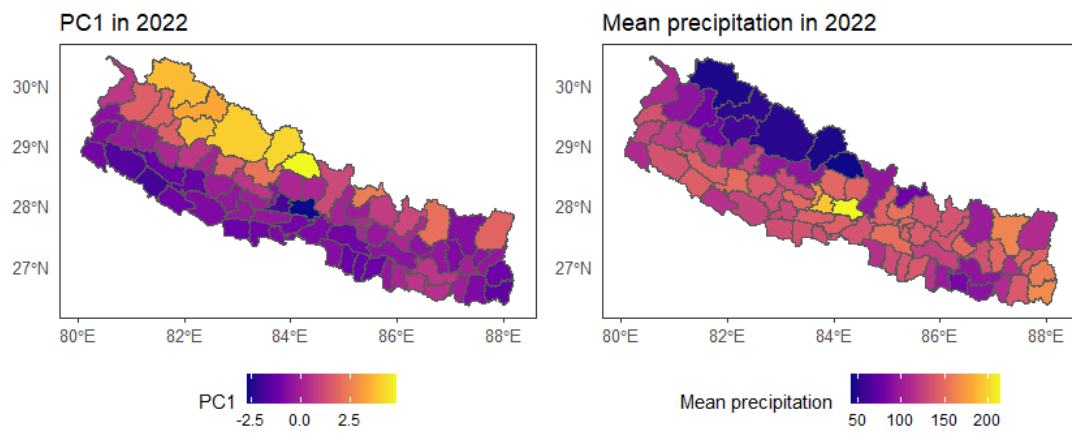 PC1 in 2022
30°N
29°N
28°N
27°N
80°E 82°E 84°E 86°E 88°E
PC1
-2.5 0.0 2.5
Mean precipitation in 2022
30°N
29°N
28°N
27°N
80°E 82°E 84°E 86°E 88°E
Mean precipitation
50 100 150 200